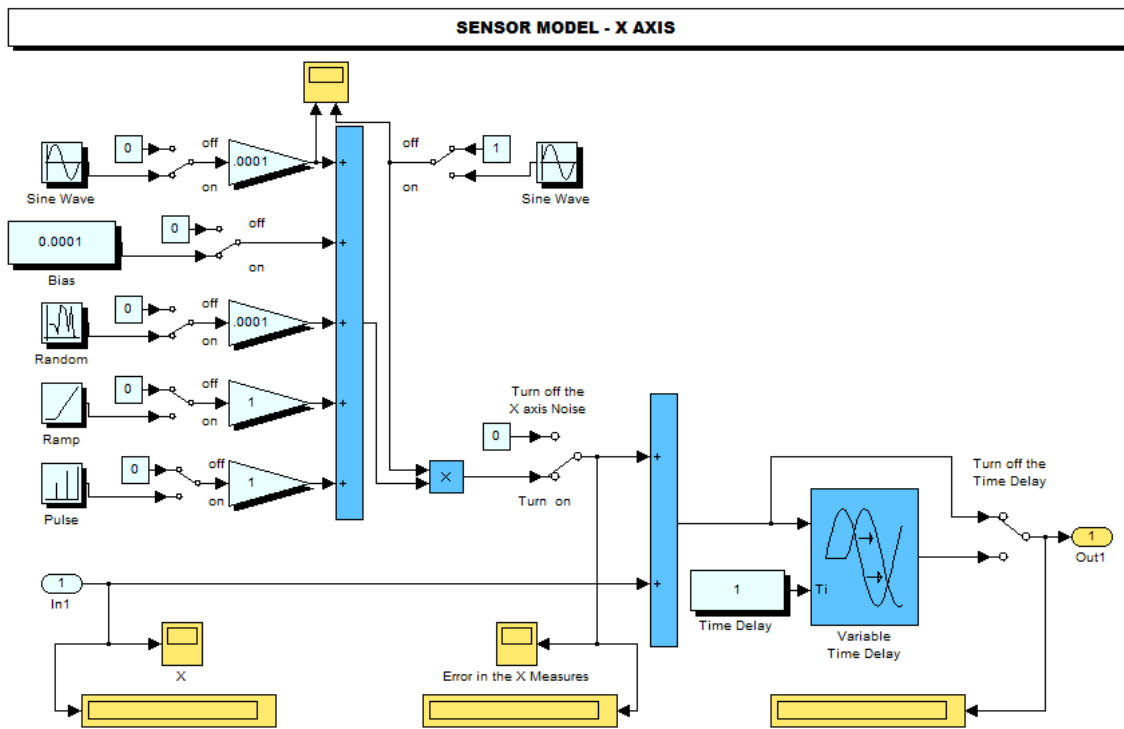 SENSOR MODEL - X AXIS
0
off
.0001
on
Sine Wave
+
off
1
on
Sine Wave
0
off
0.0001
on
Bias
+
0
off
.0001
on
Random
+
0
off
1
on
Ramp
+
0
off
1
on
Pulse
+
Turn off the
X axis Noise
0
X
Turn on
+
+
Turn off the
Time Delay
1
Out1
1
In1
1
Time Delay
Ti
Variable
Time Delay
X
Error in the X Measures